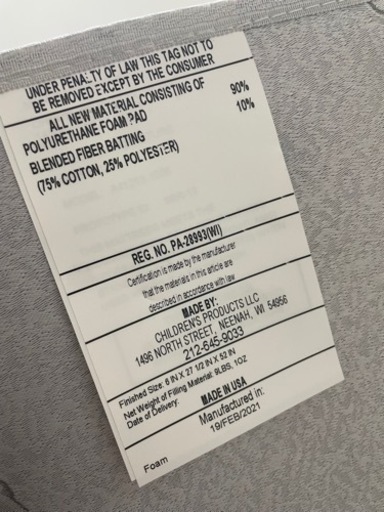 UNDER PENALTY OF LAW THIS TAG NOT TO
BE REMOVED EXCEPT BY THE CONSUMER
ALL NEW MATERIAL CONSISTING OF
POLYURETHANE FOAM PAD 90%
BLENDED FIBER BATTING 10%
(75% COTTON, 25% POLYESTER)
REG. NO. PA-28993(WI)
Certification is made by the manufacturer
that the materials in this article are
described in accordance with law
MADE BY:
CHILDREN'S PRODUCTS LLC
1496 NORTH STREET, NEENAH, WI 54956
212-645-9033
Finished Size: 6 IN X 27 1/2 IN X 52 IN
Net Weight of Filling Material: 9LBS, 1OZ
Date of Delivery:
MADE IN USA
Manufactured in:
19/FEB/2021
Foam